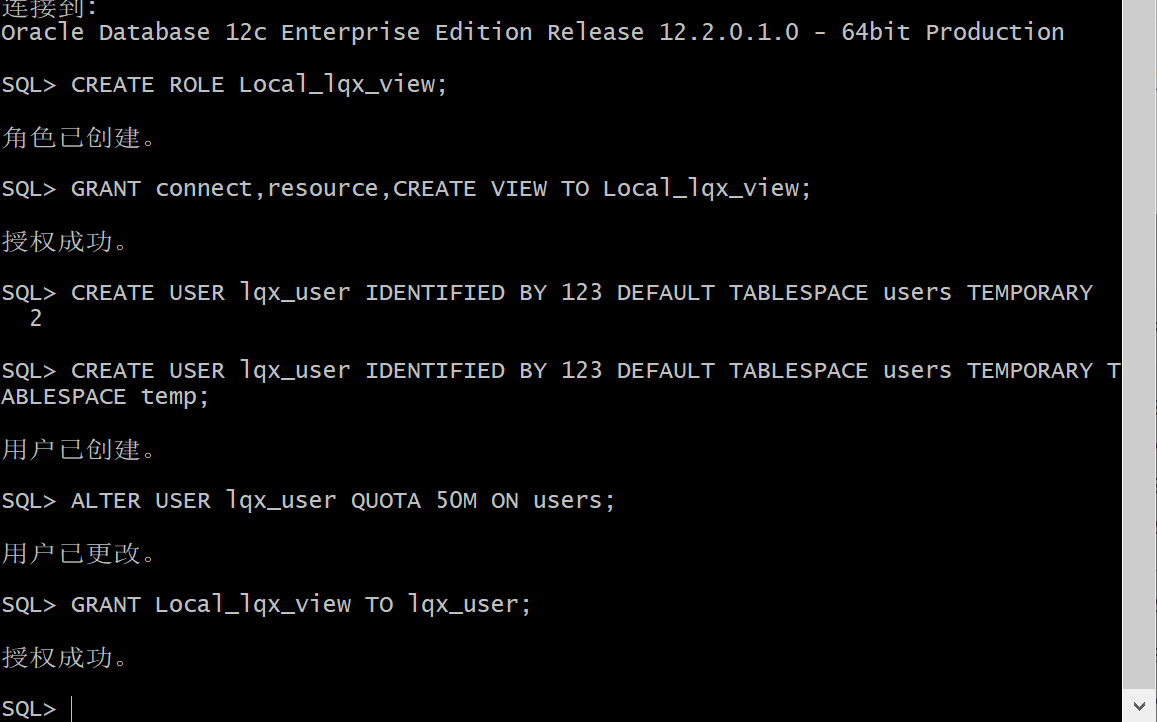 连接到:
Oracle Database 12c Enterprise Edition Release 12.2.0.1.0 - 64bit Production
SQL> CREATE ROLE Local_lqx_view;
角色已创建。
SQL> GRANT connect,resource,CREATE VIEW TO Local_lqx_view;
授权成功。
SQL> CREATE USER lqx_user IDENTIFIED BY 123 DEFAULT TABLESPACE users TEMPORARY
2
SQL> CREATE USER lqx_user IDENTIFIED BY 123 DEFAULT TABLESPACE users TEMPORARY T
ABLESPACE temp;
用户已创建。
SQL> ALTER USER lqx_user QUOTA 50M ON users;
用户已更改。
SQL> GRANT Local_lqx_view TO lqx_user;
授权成功。
SQL>